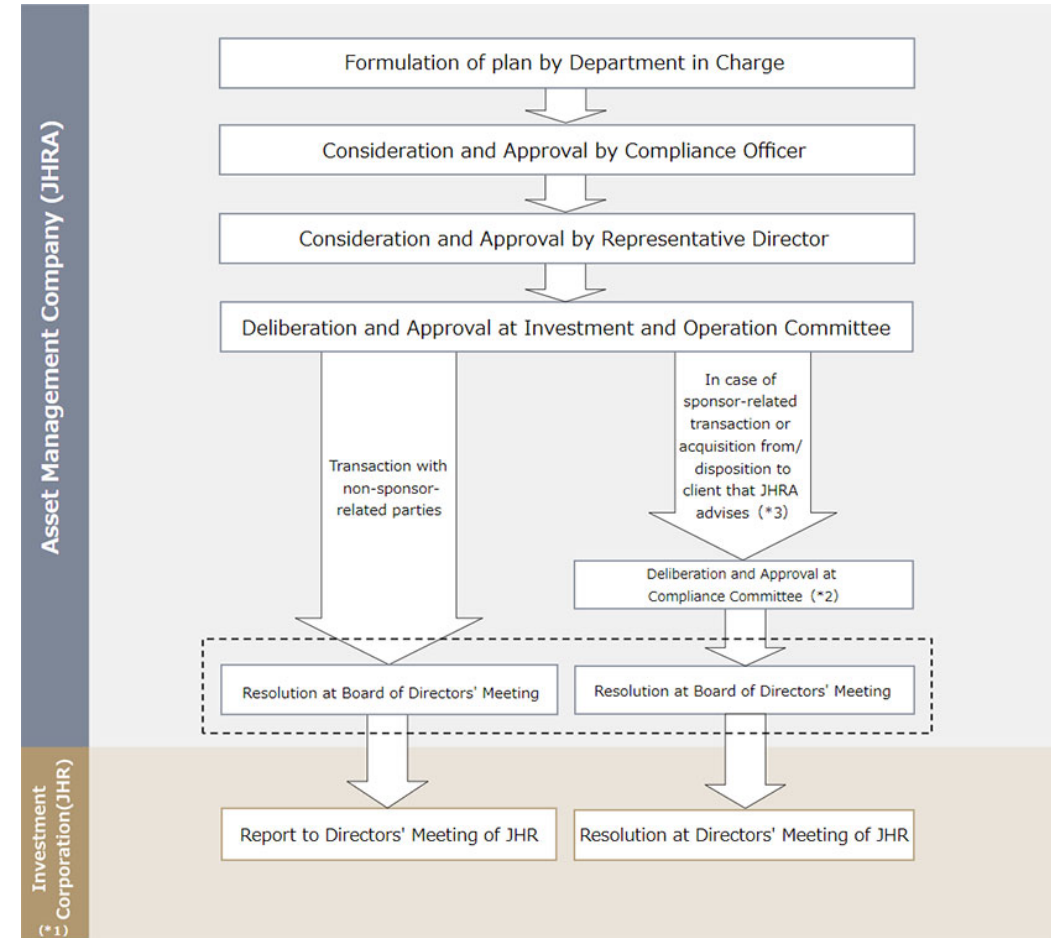 Asset Management Company (JHRA)
Formulation of plan by Department in Charge
Consideration and Approval by Compliance Officer
Consideration and Approval by Representative Director
Deliberation and Approval at Investment and Operation Committee
Transaction with
non-sponsor-
related parties
In case of
sponsor-related
transaction or
acquisition from/
disposition to
client that JHRA
advises (*3)
Deliberation and Approval at
Compliance Committee (*2)
Resolution at Board of Directors' Meeting
Resolution at Board of Directors' Meeting
Investment
Corporation(JHR)
(*1)
Report to Directors' Meeting of JHR
Resolution at Directors' Meeting of JHR